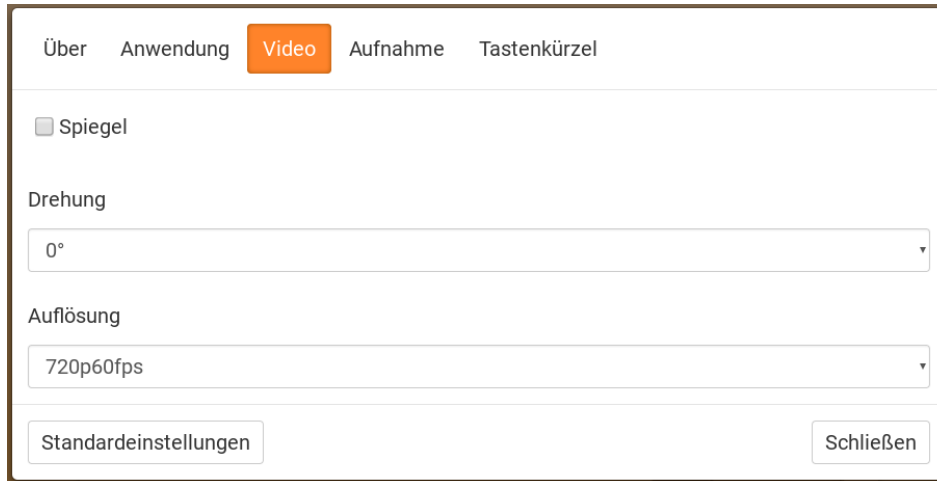 Über Anwendung Video Aufnahme Tastenkürzel
Spiegel
Drehung
0°
Auflösung
720p60fps
Standardeinstellungen Schließen